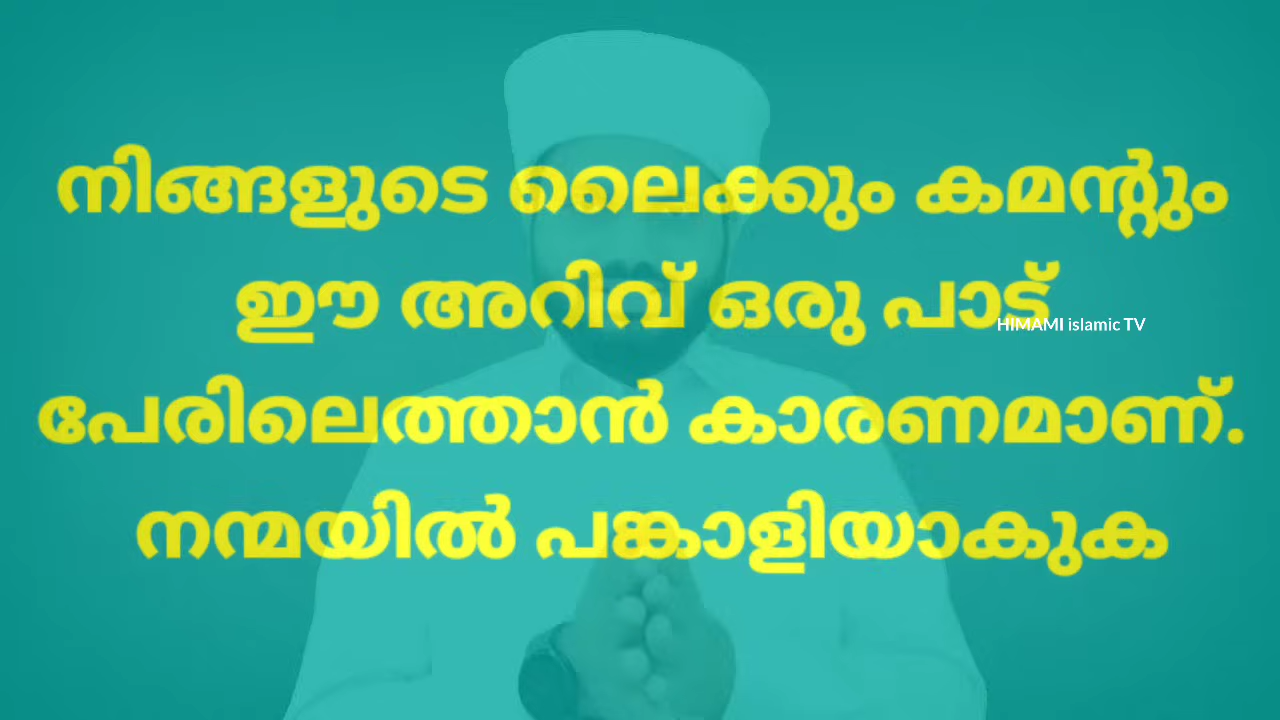 നിങ്ങളുടെ ലൈക്കും കമന്റും
ഈ അറിവ് ഒരു പാട്
HIMAMI islamic TV
പേരിലെത്താൻ കാരണമാണ്.
നന്മയിൽ പങ്കാളിയാകുക